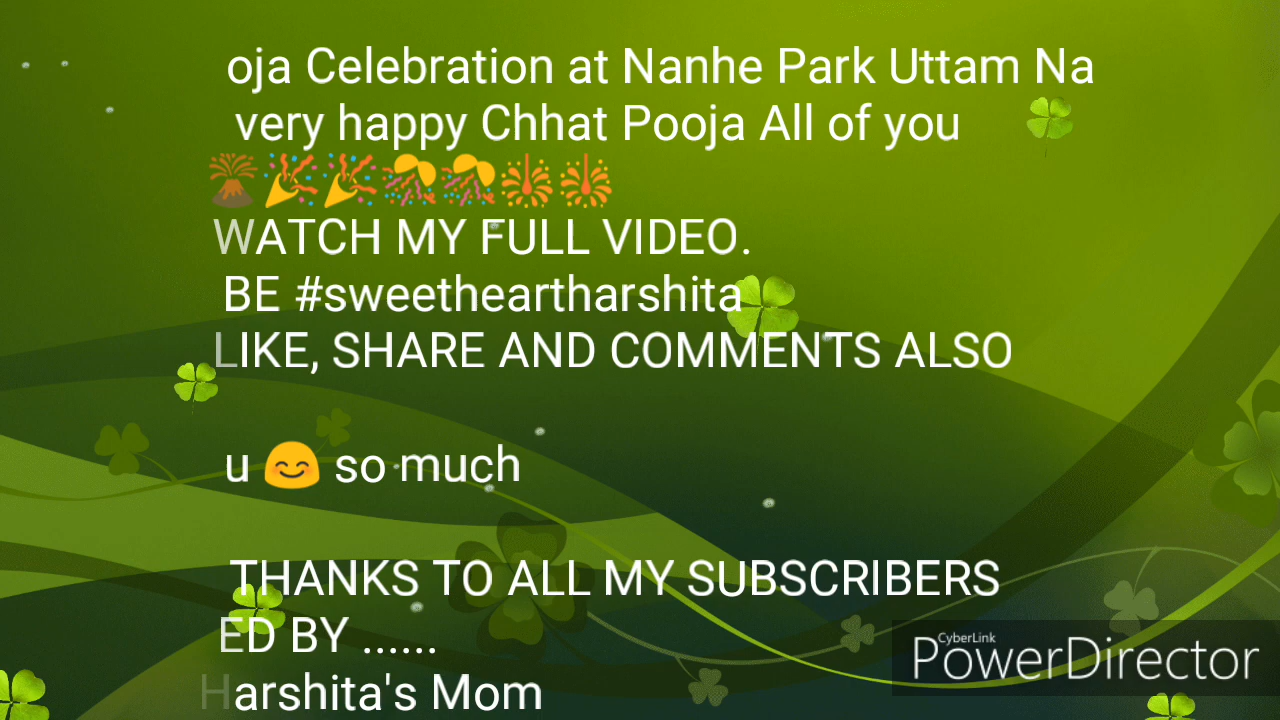 oja Celebration at Nanhe Park Uttam Na
very happy Chhat Pooja All of you
🌋🎉🎉🎊🎊🎇🎇
WATCH MY FULL VIDEO.
BE #sweetheartharshita
LIKE, SHARE AND COMMENTS ALSO
u 😊 so much
THANKS TO ALL MY SUBSCRIBERS
ED BY ......
Harshita's Mom
CyberLink
PowerDirector